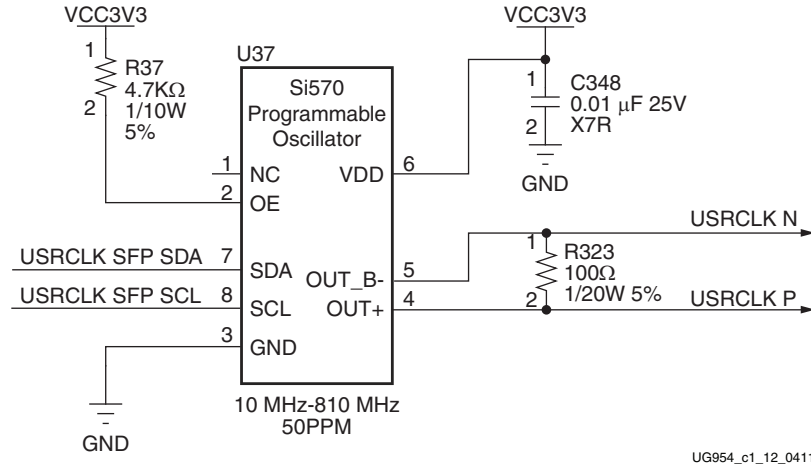 VCC3V3
1
R37
4.7KΩ
1/10W
5%
2
U37
Si570
Programmable
Oscillator
1
NC
2
OE
USRCLK SFP SDA
7
SDA
USRCLK SFP SCL
8
SCL
3
GND
GND
VDD
6
OUT_B-
5
OUT+
4
10 MHz-810 MHz
50PPM
VCC3V3
1
C348
0.01 μF 25V
X7R
2
GND
USRCLK N
1
R323
100Ω
1/20W 5%
2
USRCLK P